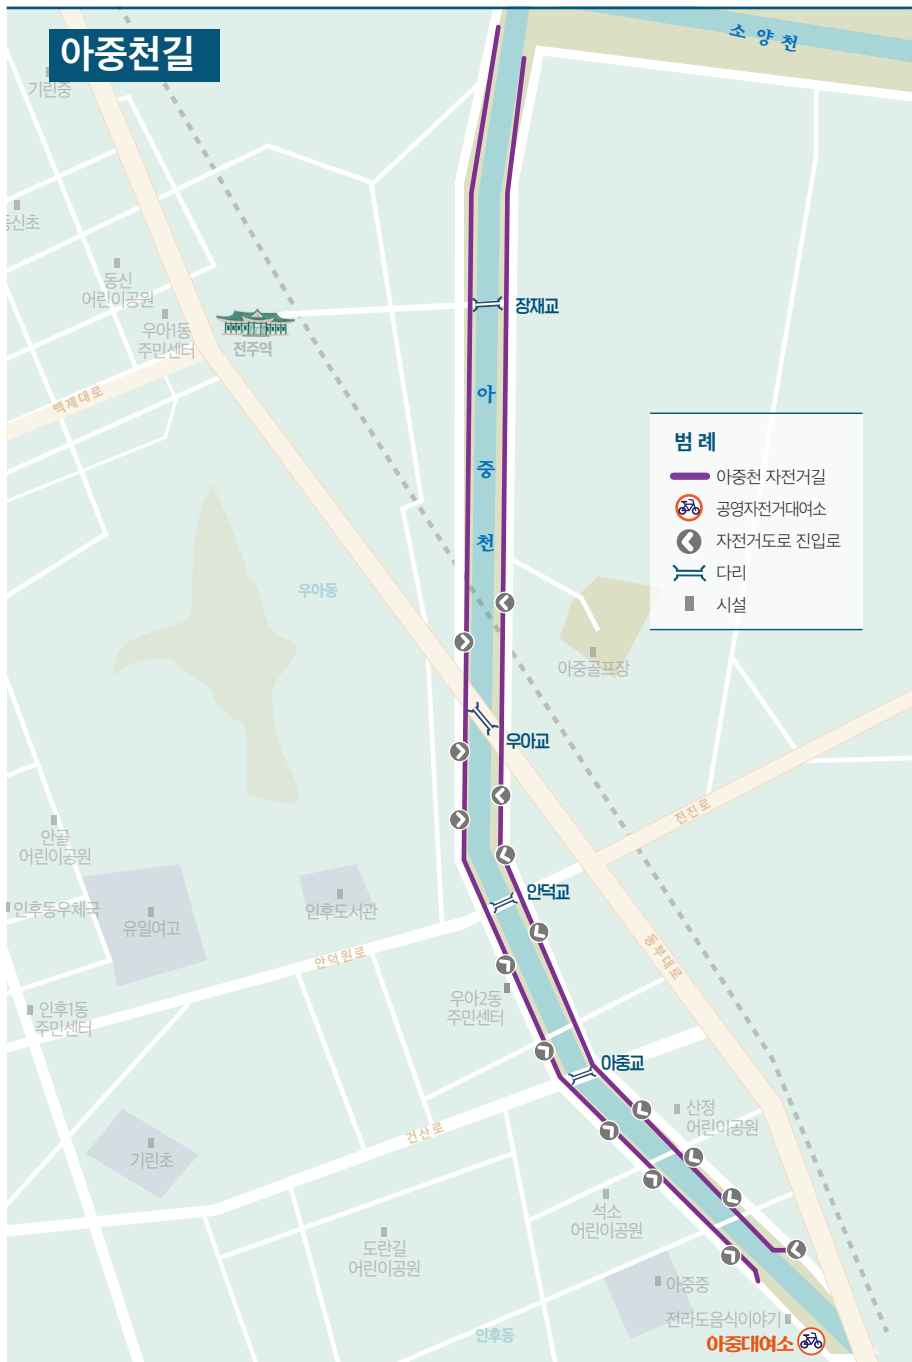 아중천길
소양천
기린중
동신
어린이공원
우아1동
주민센터
전주역
장재교
백제대로
아중천
범 례
아중천 자전거길
공영자전거대여소
자전거도로 진입로
다리
시설
우아동
아중골프장
우아교
전진로
안골
어린이공원
인후동우체국
유일여고
인후도서관
안덕교
안덕원로
동부대로
우아2동
주민센터
인후1동
주민센터
아중교
산정
어린이공원
건산로
기린초
석소
어린이공원
도란길
어린이공원
아중중
전라도음식이야기
인후동
아중대여소